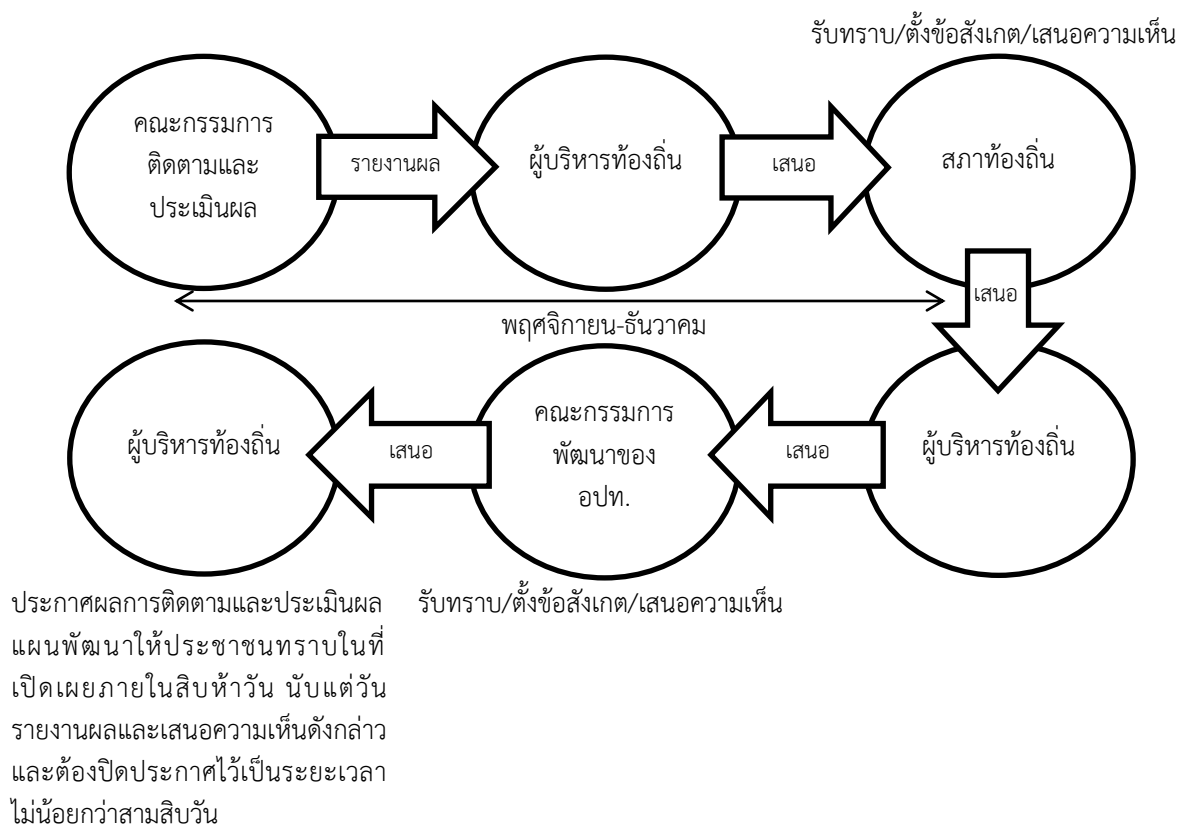 รับทราบ/ตั้งข้อสังเกต/เสนอความเห็น
คณะกรรมการ
ติดตามและ
ประเมินผล
รายงานผล
ผู้บริหารท้องถิ่น
เสนอ
สภาท้องถิ่น
เสนอ
พฤศจิกายน-ธันวาคม
ผู้บริหารท้องถิ่น
เสนอ
คณะกรรมการ
พัฒนาของ
อปท.
เสนอ
ผู้บริหารท้องถิ่น
รับทราบ/ตั้งข้อสังเกต/เสนอความเห็น
ประกาศผลการติดตามและประเมินผล
แผนพัฒนาให้ประชาชนทราบในที่
เปิดเผยภายในสิบห้าวัน นับแต่วัน
รายงานผลและเสนอความเห็นดังกล่าว
และต้องปิดประกาศไว้เป็นระยะเวลา
ไม่น้อยกว่าสามสิบวัน